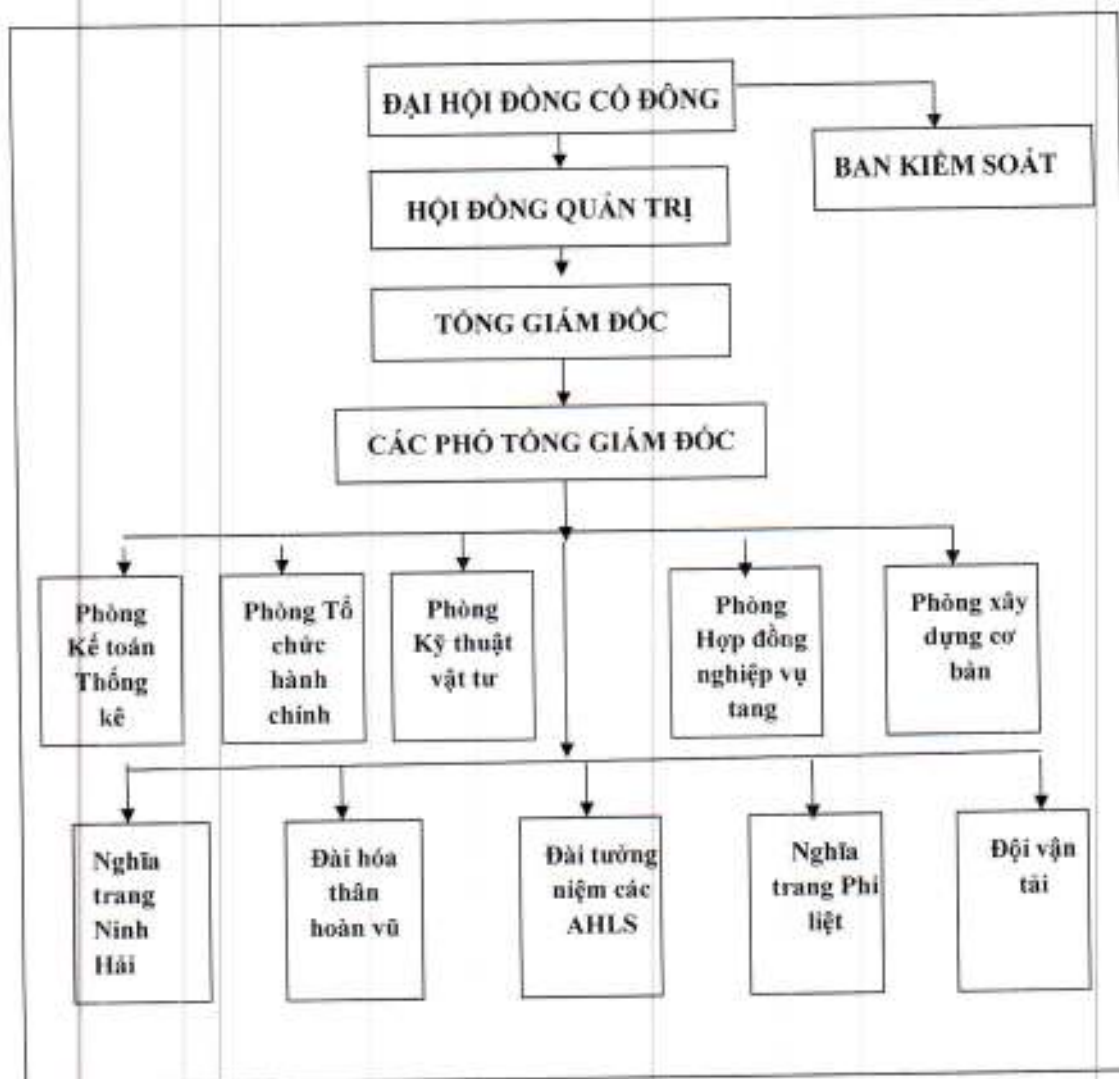 ĐẠI HỘI ĐỒNG CỔ ĐÔNG
BAN KIỂM SOÁT
HỘI ĐỒNG QUẢN TRỊ
TỔNG GIÁM ĐỐC
CÁC PHÓ TỔNG GIÁM ĐỐC
Phòng
Kế toán
Thống
kê
Phòng Tổ
chức
hành
chính
Phòng
Kỹ thuật
vật tư
Phòng
Hợp đồng
nghiệp vụ
tang
Phòng xây
dựng cơ
bản
Nghĩa
trang
Ninh
Hải
Đài hóa
thân
hoàn vũ
Đài tưởng
niệm các
AHLS
Nghĩa
trang Phi
liệt
Đội vận
tải